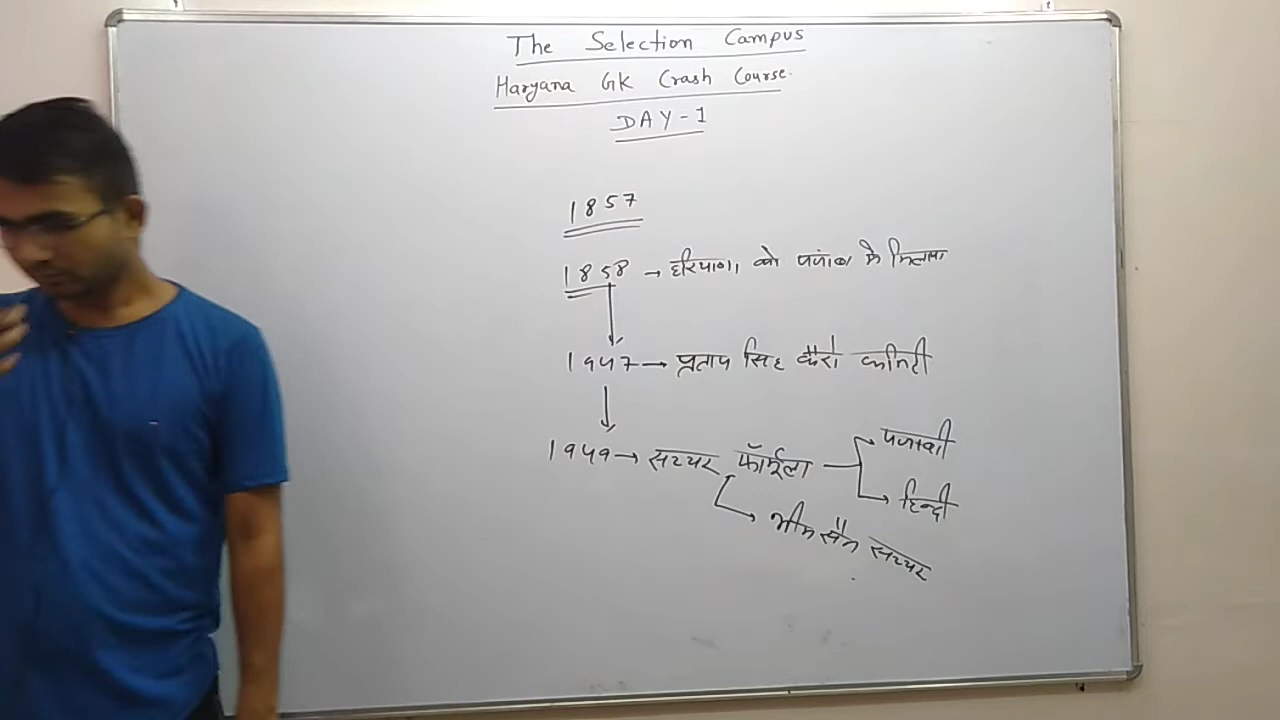 The Selection Campus
Haryana GK Crash Course.
DAY-1
1857
1858 → हरियाणा को पंजाब मे मिलाया
1947 → प्रताप सिंह कैरो कमिटी
1949 → सच्चर फॉर्मूला
पंजाबी
हिन्दी
भीम सैन सच्चर